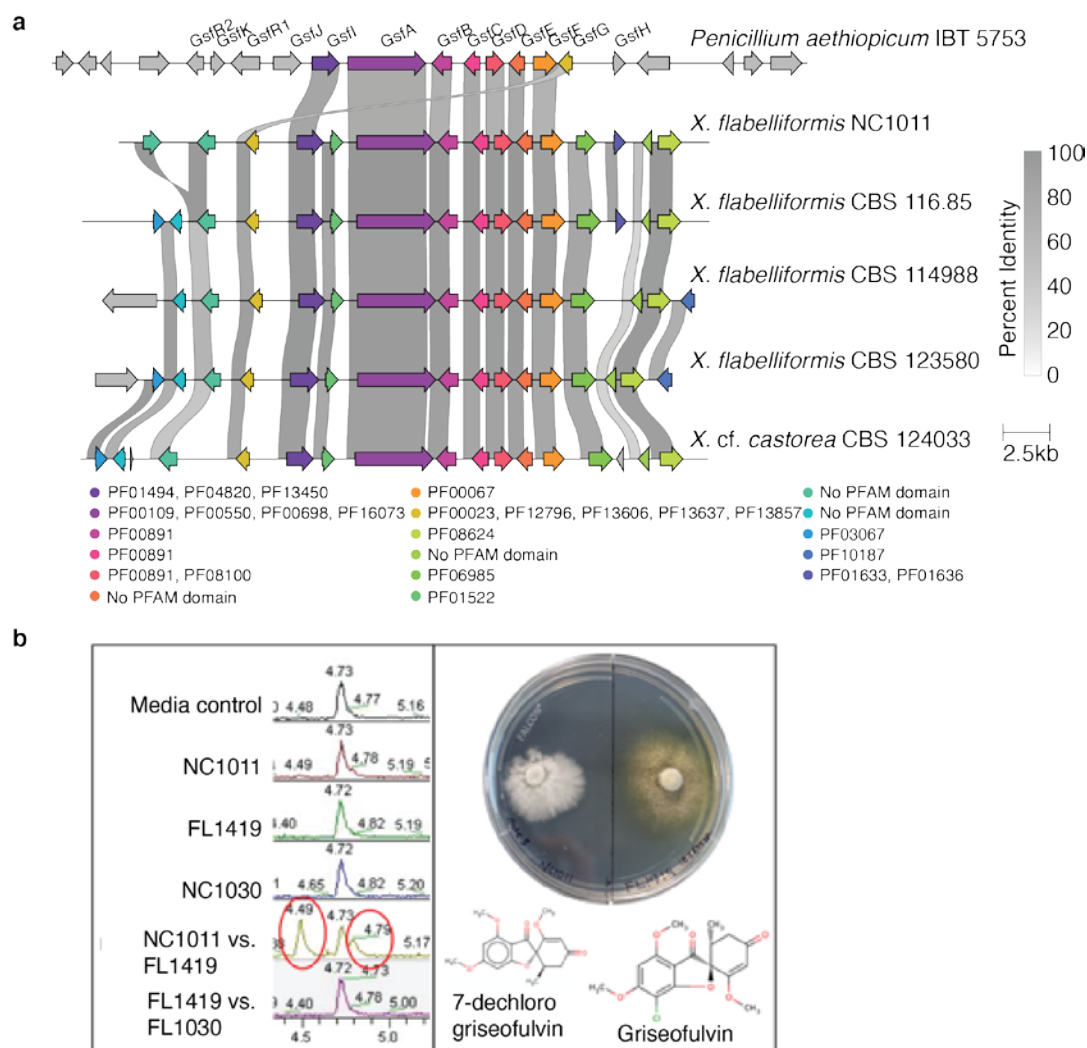 a
GsfR2 GsfK GsfR1 GsfJ GsfI GsfA GsfB GsfC GsfD GsfE GsfF GsfG GsfH
Penicillium aethiopicum IBT 5753
X. flabelliformis NC1011
X. flabelliformis CBS 116.85
X. flabelliformis CBS 114988
X. flabelliformis CBS 123580
X. cf. castorea CBS 124033
Percent Identity
100
80
60
40
20
0
2.5kb
PF01494, PF04820, PF13450
PF00109, PF00550, PF00698, PF16073
PF00891
PF00891
PF00891, PF08100
No PFAM domain
PF00067
PF00023, PF12796, PF13606, PF13637, PF13857
PF08624
No PFAM domain
PF06985
PF01522
No PFAM domain
No PFAM domain
PF03067
PF10187
PF01633, PF01636
b
Media control
4.48 4.73 4.77 5.16
NC1011
4.49 4.73 4.78 5.19
FL1419
4.40 4.72 4.82 5.19
NC1030
4.65 4.72 4.82 5.20
NC1011 vs.
FL1419
4.49 4.73 4.79 5.17
FL1419 vs.
FL1030
4.40 4.72 4.73 4.78 5.00
4.5 5.0
FALCON
7-dechloro
griseofulvin
Griseofulvin